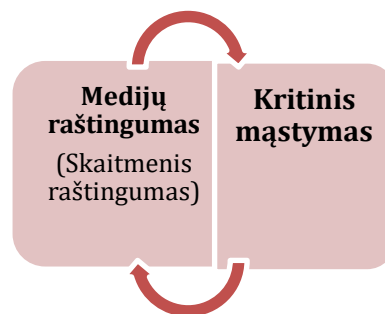 Medijų
raštingumas
(Skaitmenis
raštingumas)
Kritinis
mąstymas